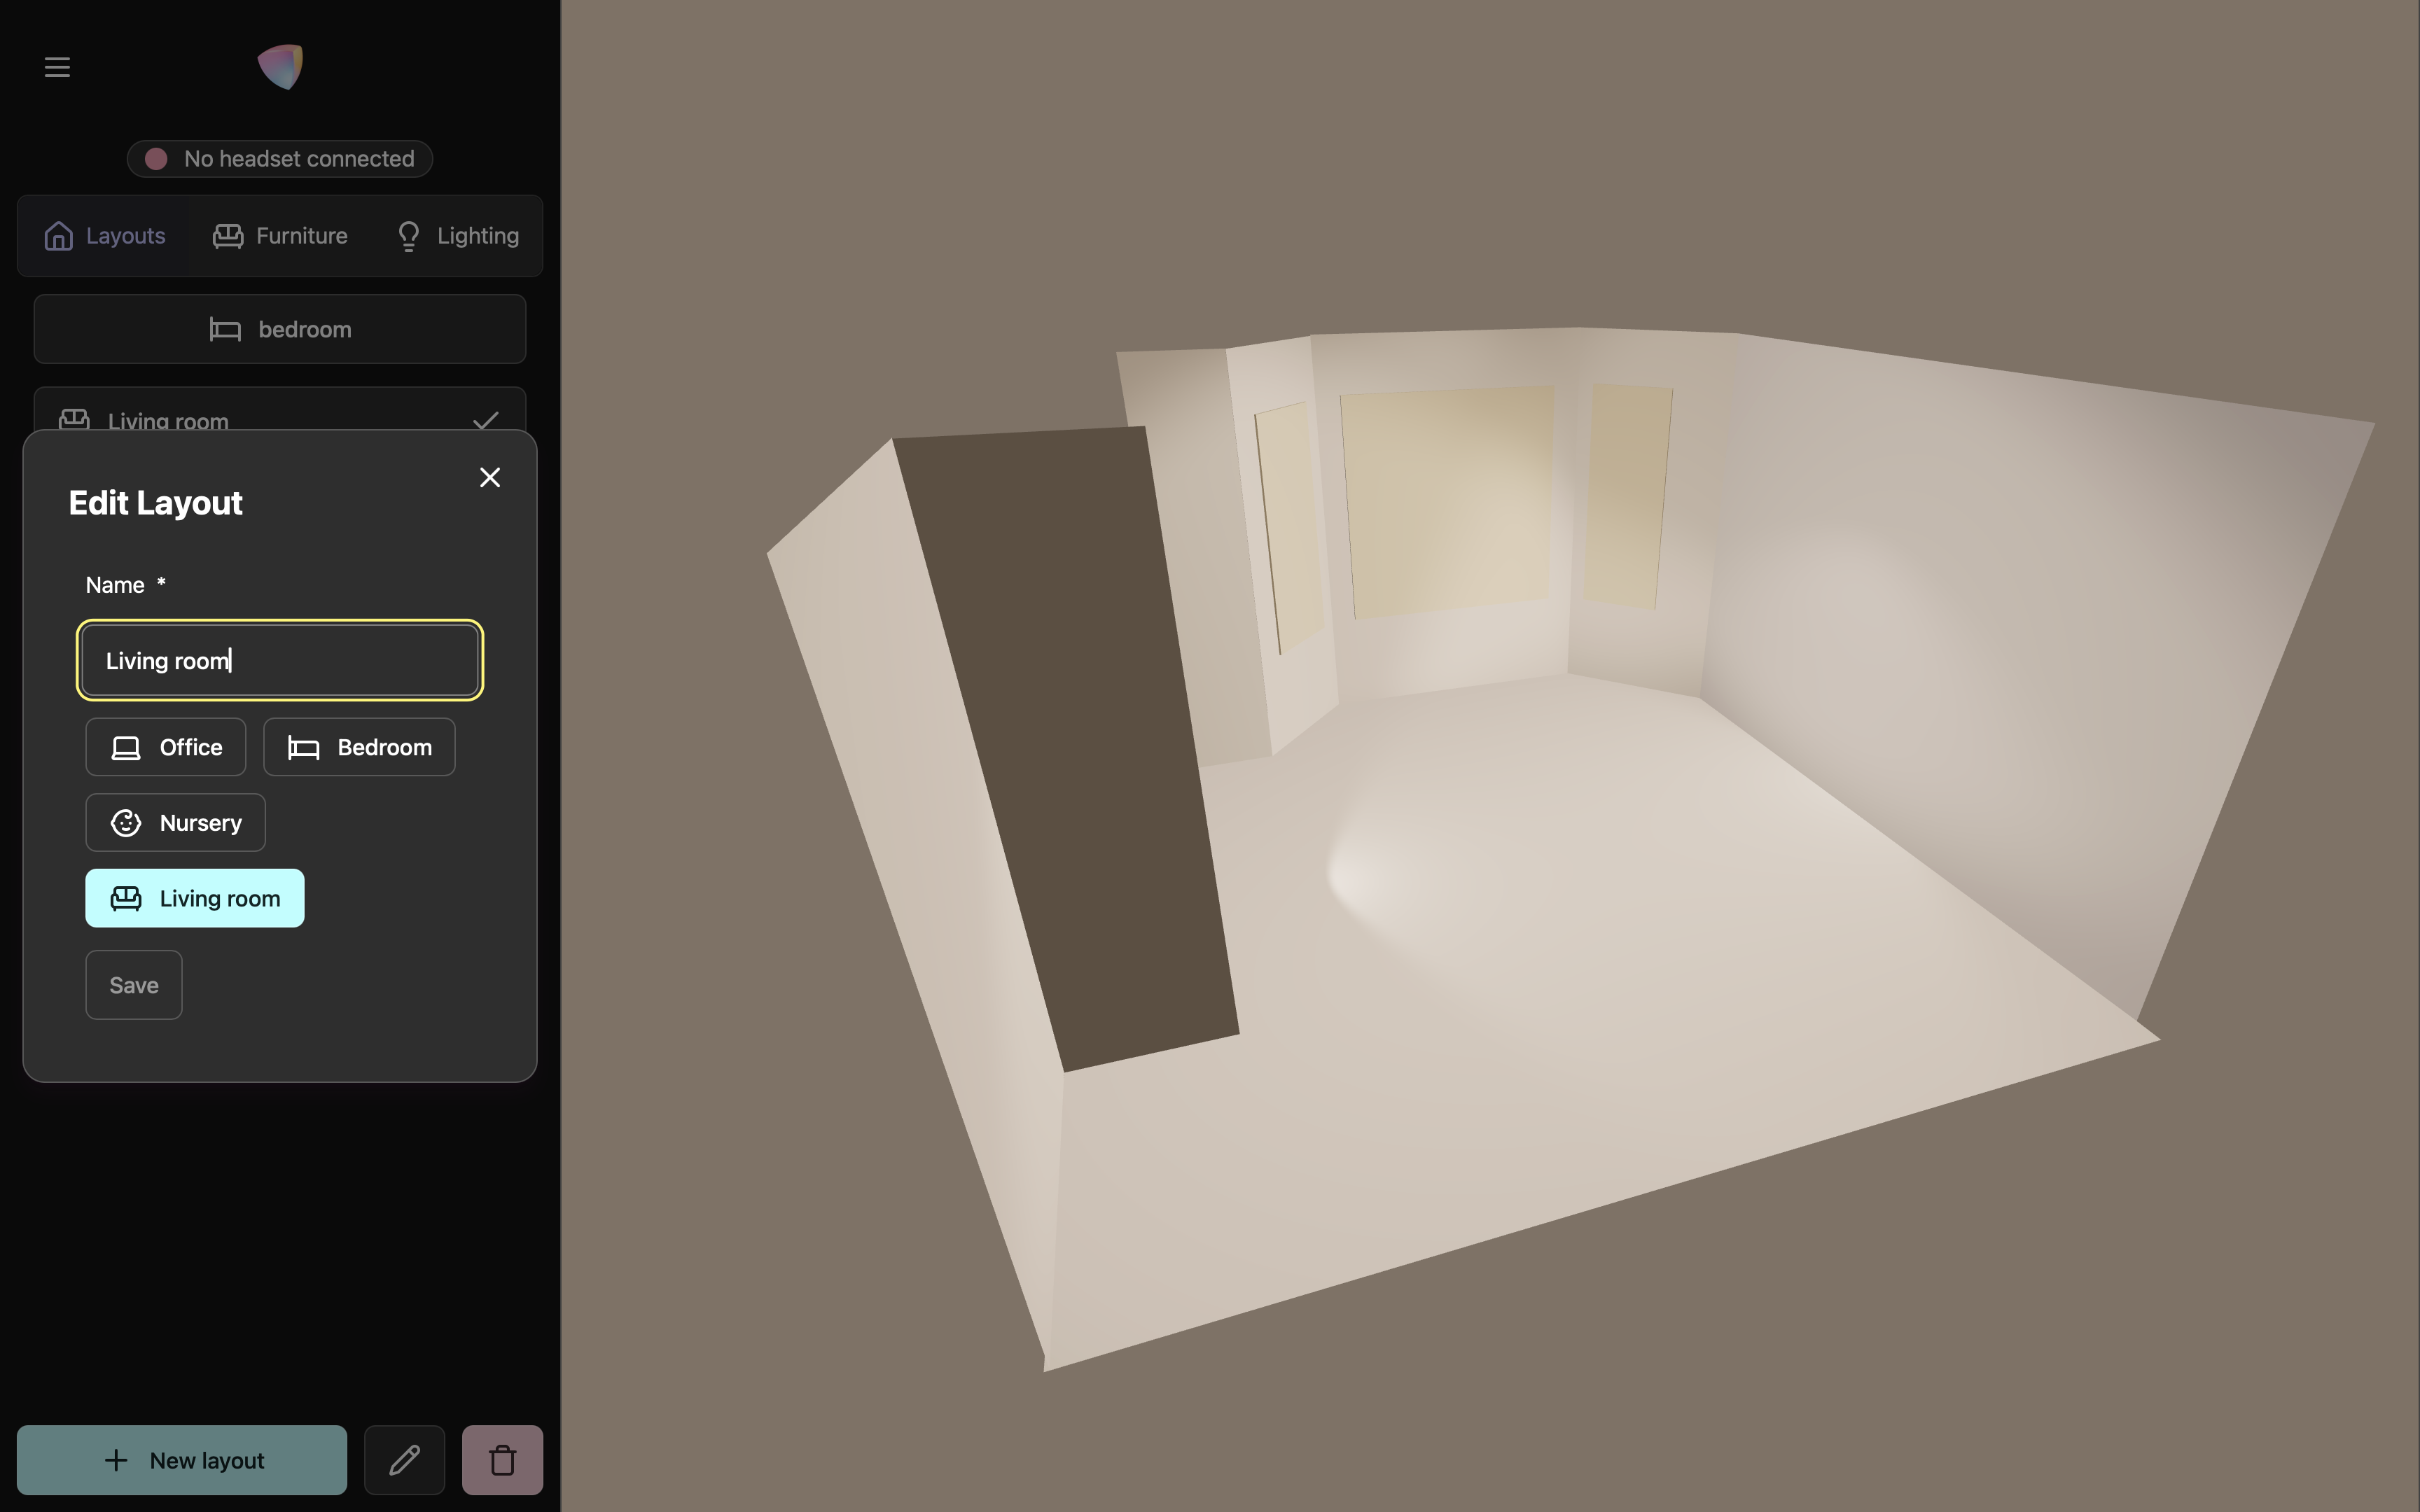 No headset connected
Layouts Furniture Lighting
bedroom
Living room
Edit Layout
Name *
Living room
Office Bedroom
Nursery
Living room
Save
New layout